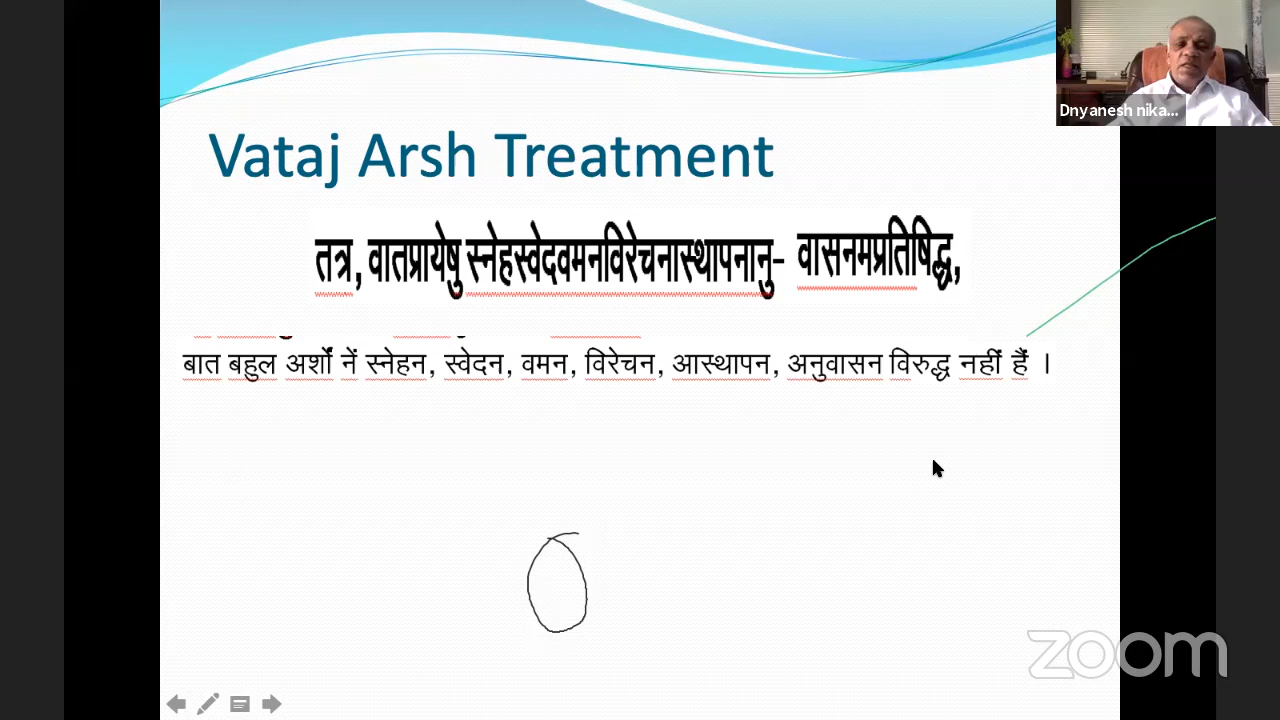 Dnyanesh nika...
Vataj Arsh Treatment
तत्र, वातप्रायेषु स्नेहस्वेदवमनविरेचनास्थापनानु- वासनमप्रतिषिद्ध,
बात बहुल अर्शों नें स्नेहन, स्वेदन, वमन, विरेचन, आस्थापन, अनुवासन विरुद्ध नहीं हैं ।
zoom